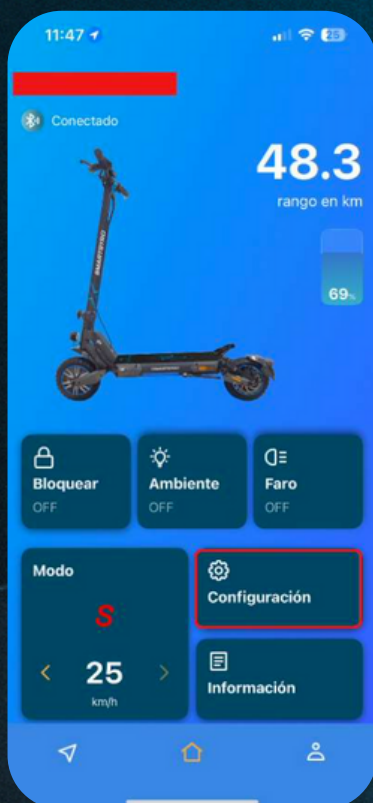 11:47
25
Conectado
48.3
rango en km
SMARTGYRO
69%
Bloquear
OFF
Ambiente
OFF
Faro
OFF
Modo
S
25
km/h
Configuración
Información